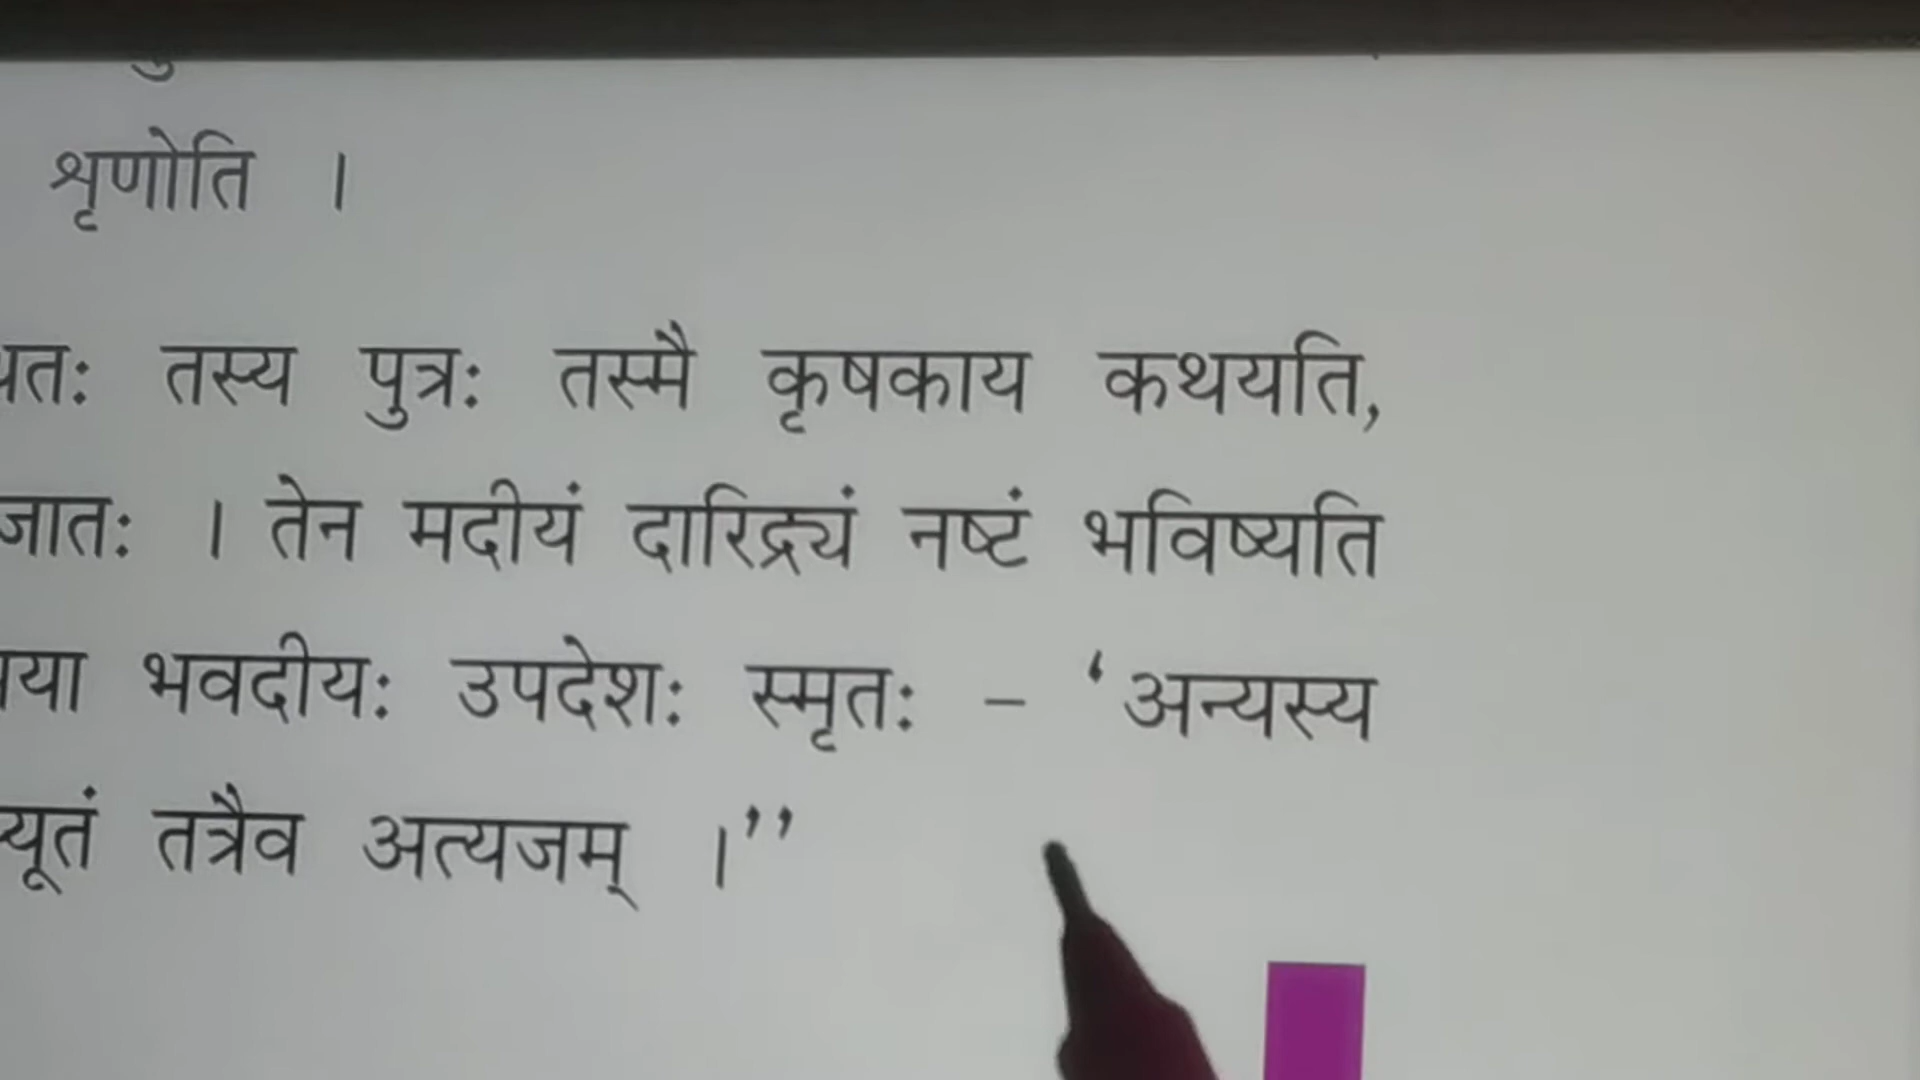 शृणोति ।
तस्य पुत्रः तस्मै कृषकाय कथयति,
जातः । तेन मदीयं दारिद्र्यं नष्टं भविष्यति
भवदीयः उपदेशः स्मृतः – ‘अन्यस्य
तत्रैव अत्यजम् ।’’